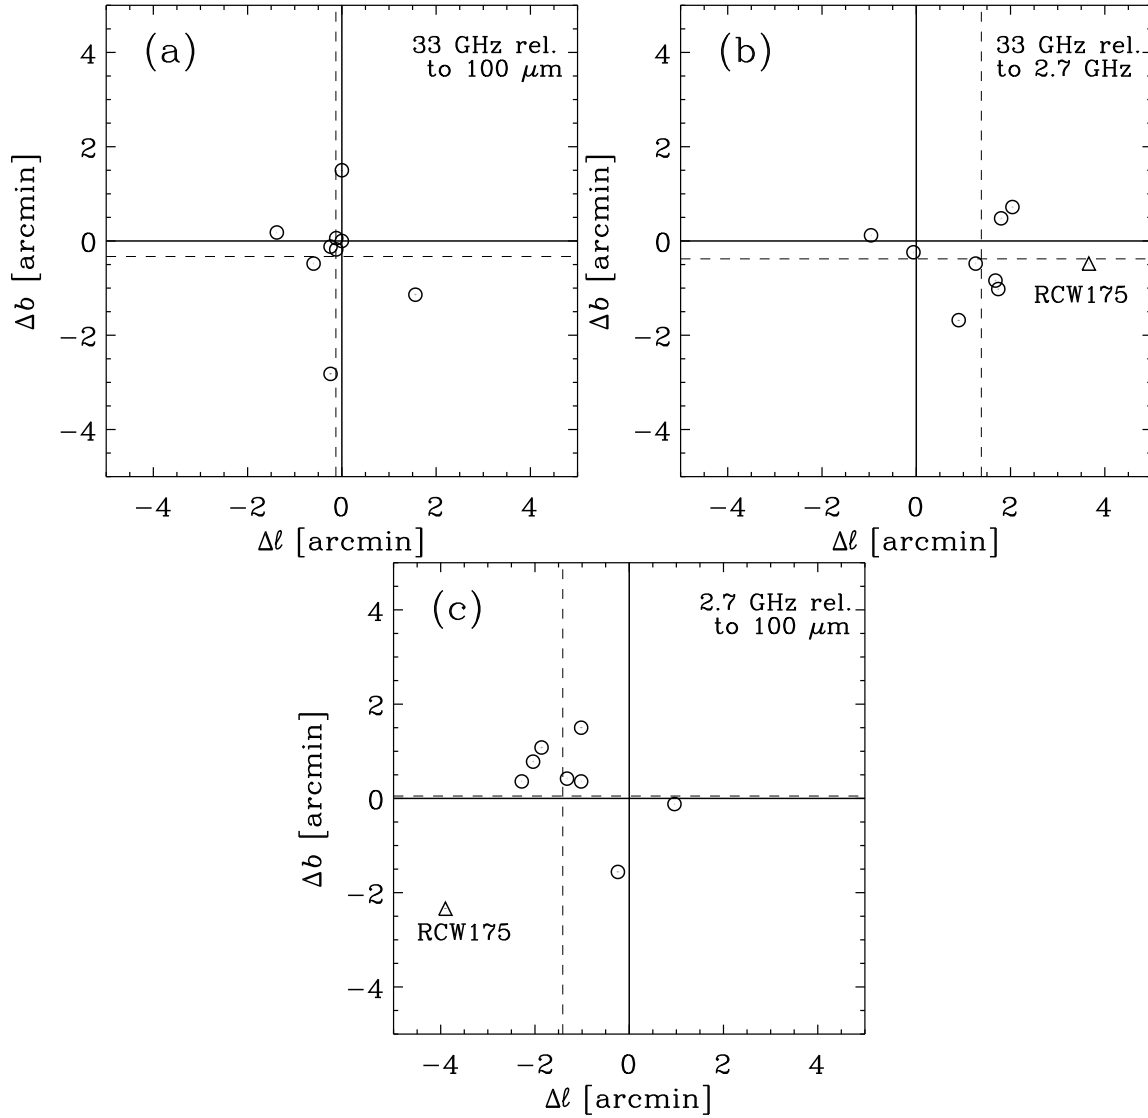 (a)
33 GHz rel.
to 100 μm
4
2
0
−2
−4
Δb [arcmin]
−4 −2 0 2 4
Δℓ [arcmin]
(b)
33 GHz rel.
to 2.7 GHz
4
2
0
−2
−4
RCW175
Δb [arcmin]
−4 −2 0 2 4
Δℓ [arcmin]
(c)
2.7 GHz rel.
to 100 μm
4
2
0
−2
−4
RCW175
Δb [arcmin]
−4 −2 0 2 4
Δℓ [arcmin]